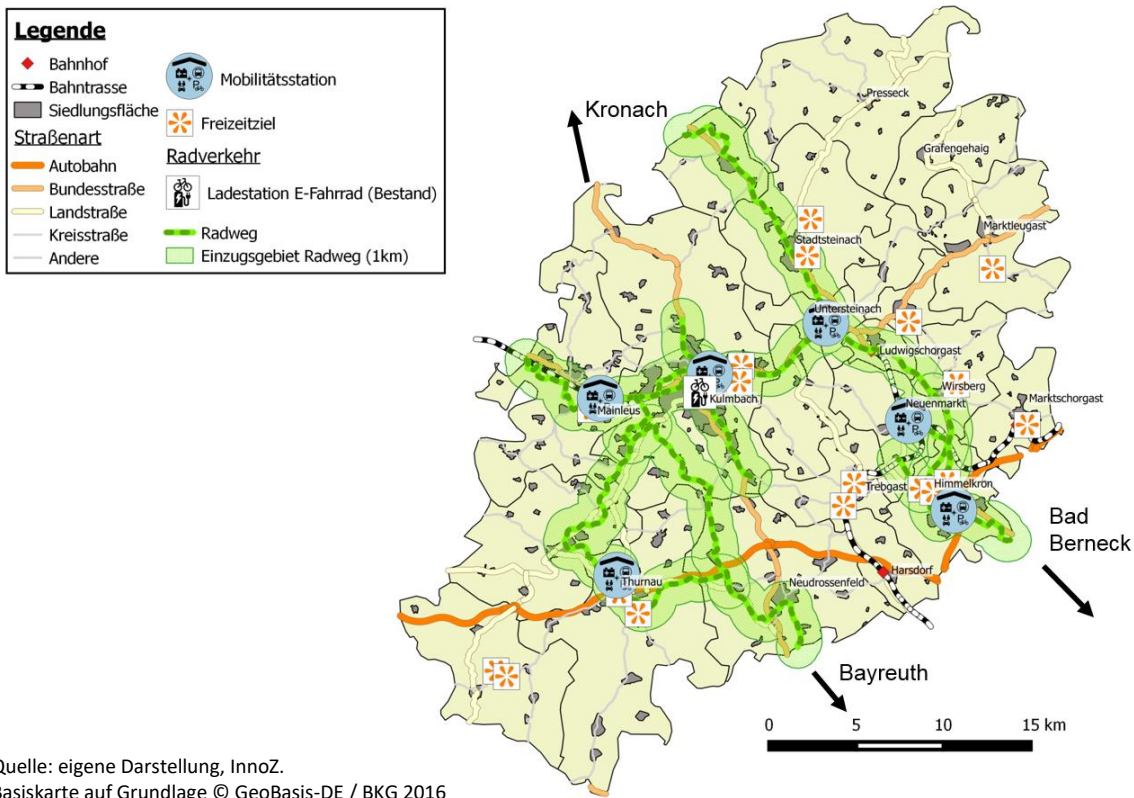 Legende
Bahnhof
Bahntrasse
Siedlungsfläche
Straßenart
Autobahn
Bundesstraße
Landstraße
Kreisstraße
Andere
Mobilitätsstation
Freizeitziel
Radverkehr
Ladestation E-Fahrrad (Bestand)
Radweg
Einzugsgebiet Radweg (1km)
Kronach
Presseck
Grafengehaig
Marktleugast
Stadtsteinach
Untersteinach
Ludwigschorgast
Wirsberg
Kulmbach
Mainleus
Neuenmarkt
Marktschorgast
Trebgast
Himmelkron
Bad
Berneck
Harsdorf
Thurnau
Neudrossenfeld
Bayreuth
0 5 10 15 km
Quelle: eigene Darstellung, InnoZ.
Basiskarte auf Grundlage © GeoBasis-DE / BKG 2016